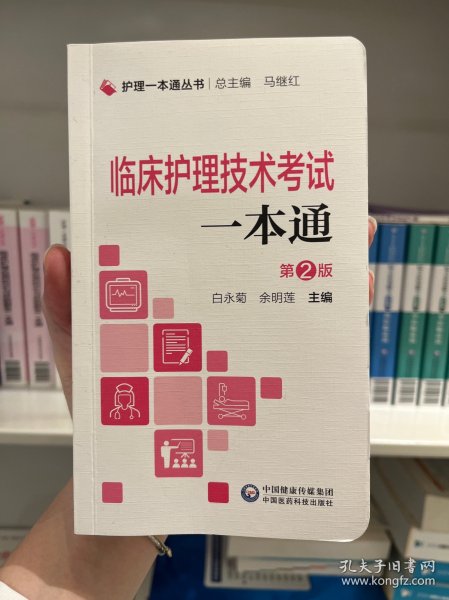 护理一本通丛书 总主编 马继红
临床护理技术考试
一本通
第2版
白永菊 余明莲 主编
中国健康传媒集团
中国医药科技出版社
孔夫子旧书网
www.kongfz.com